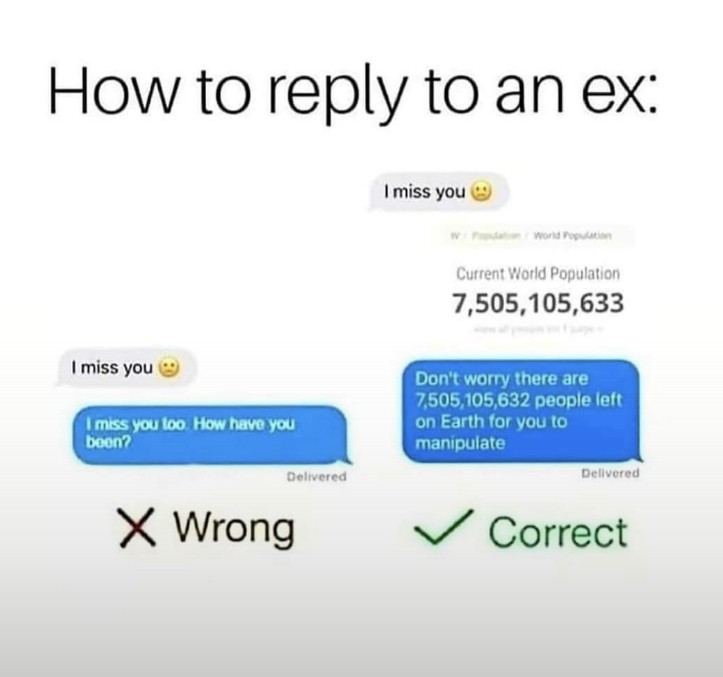 How to reply to an ex:
I miss you 🙁
World Population
Current World Population
7,505,105,633
I miss you 🙁
I miss you too. How have you
been?
Delivered
Wrong
Don't worry there are
7,505,105,632 people left
on Earth for you to
manipulate
Delivered
Correct